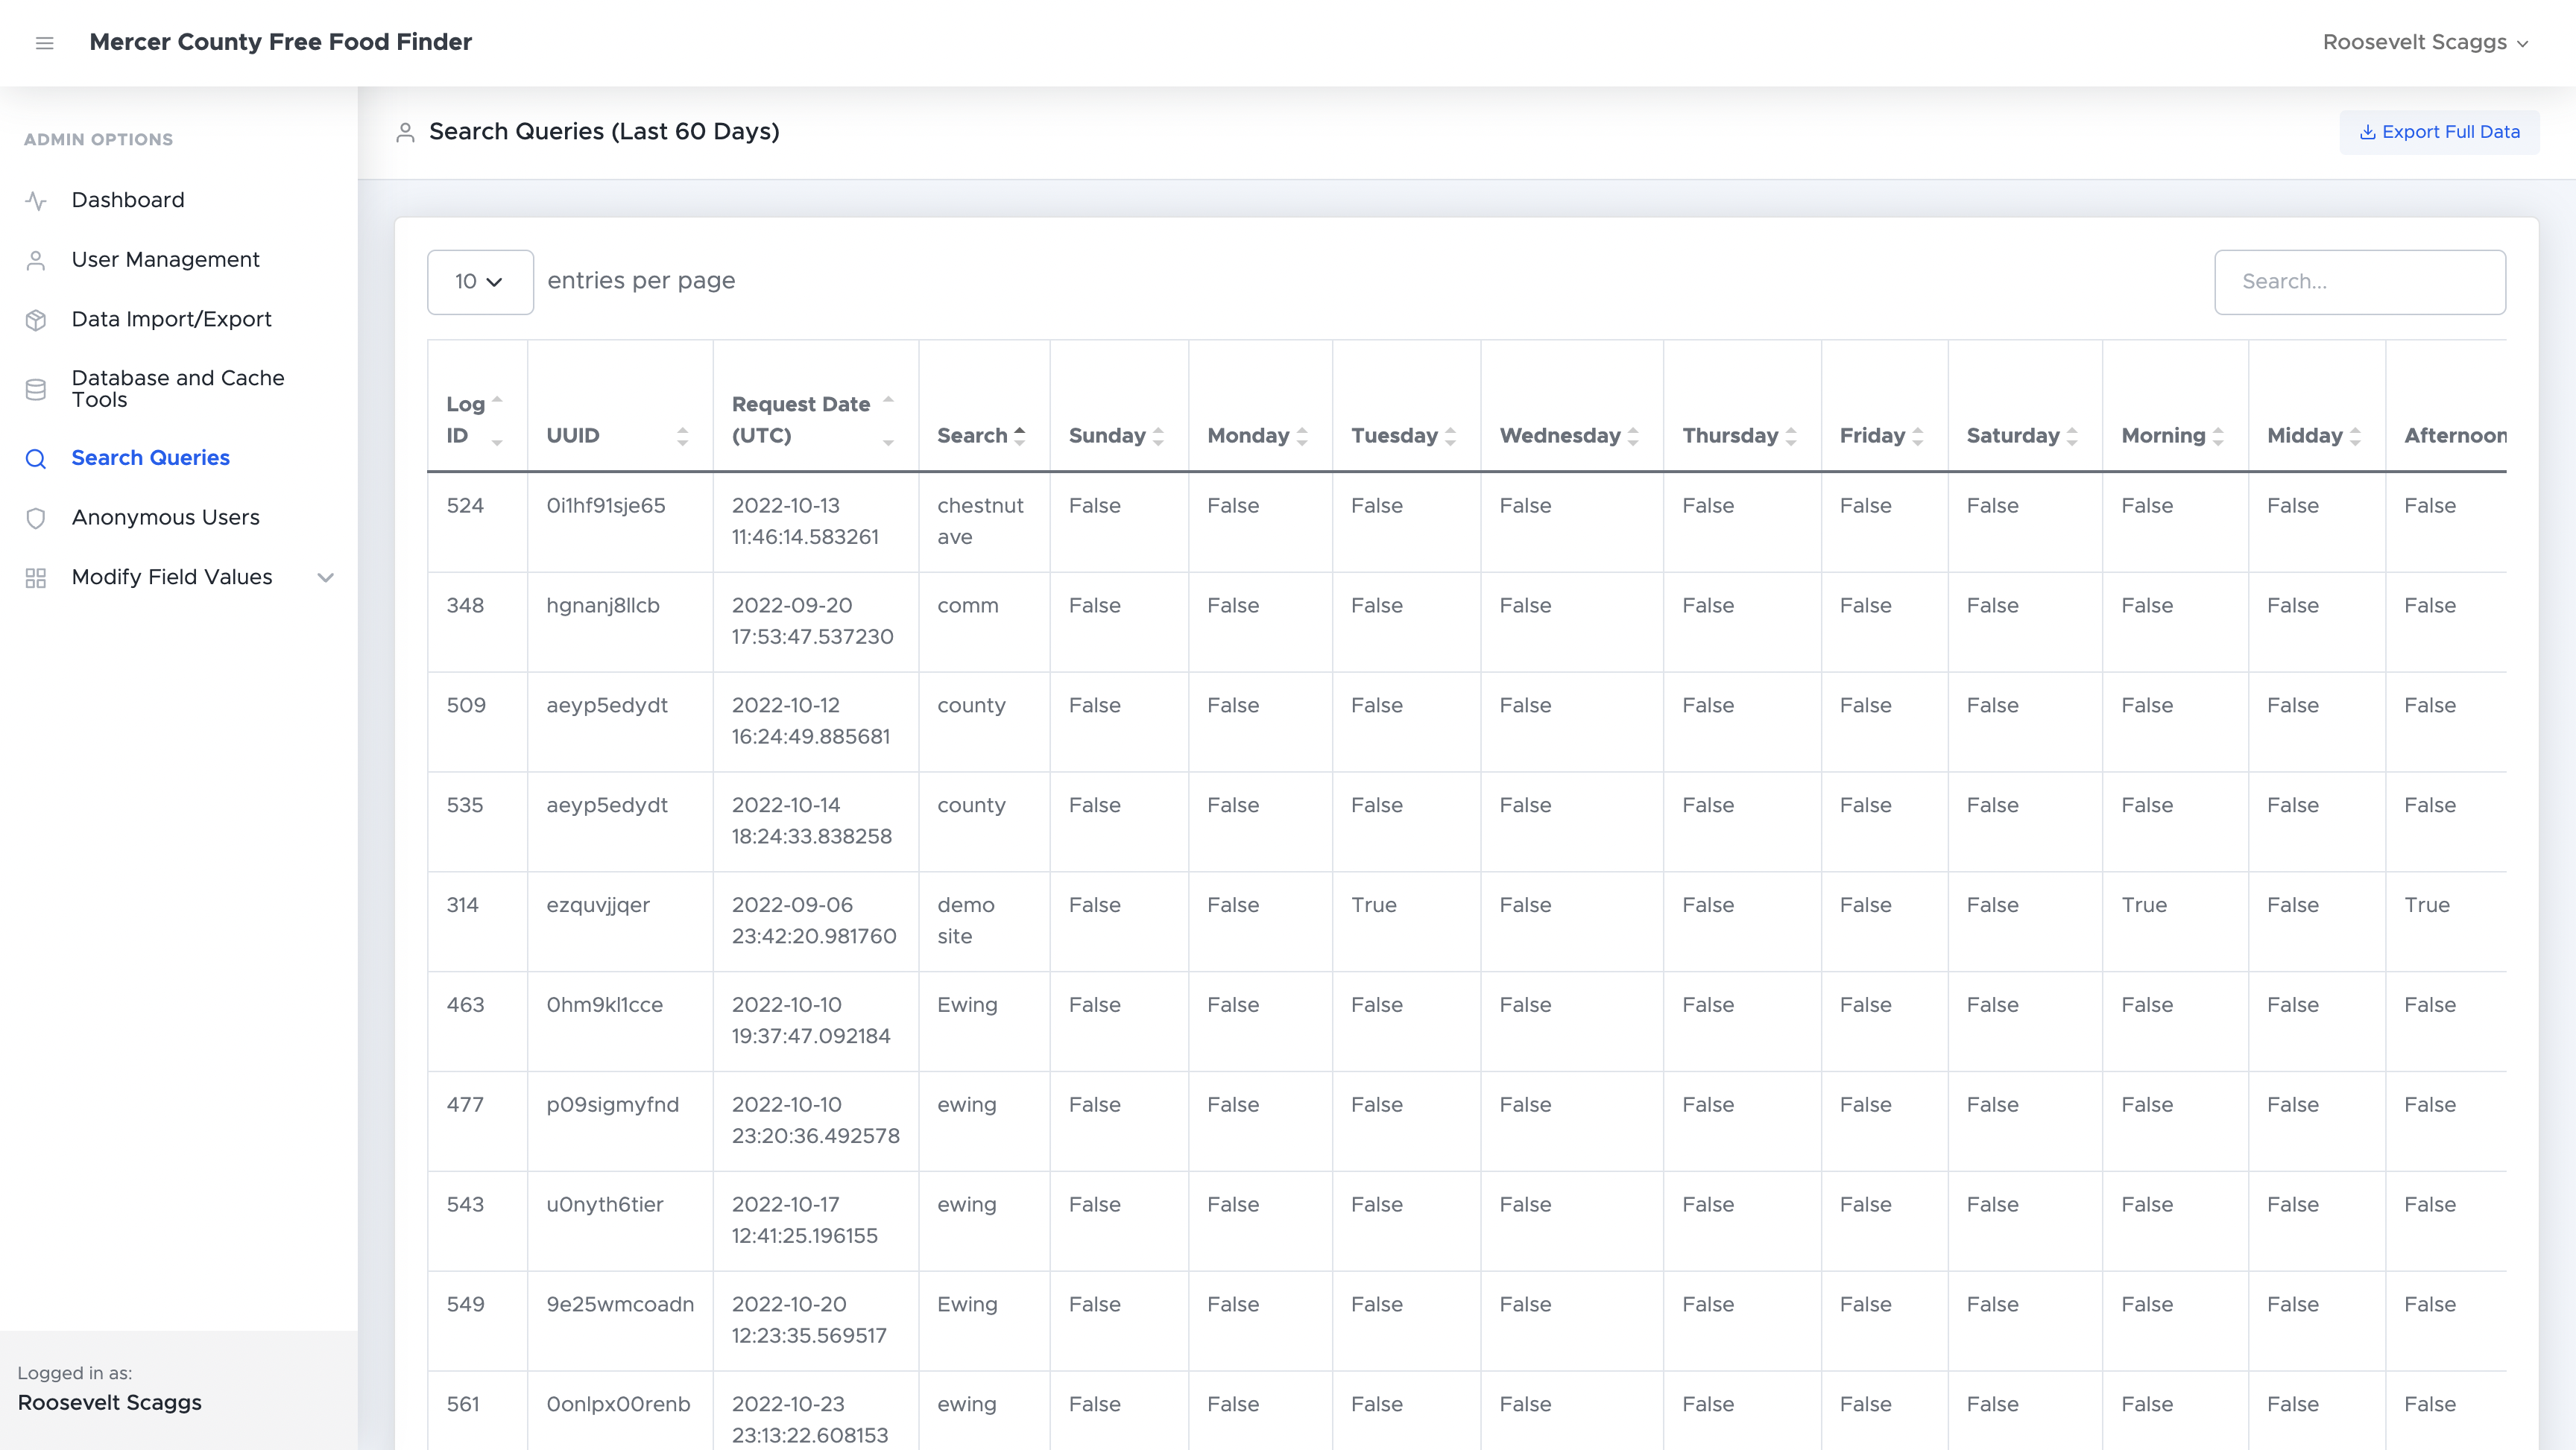 Mercer County Free Food Finder
Roosevelt Scaggs
ADMIN OPTIONS
Dashboard
User Management
Data Import/Export
Database and Cache
Tools
Search Queries
Anonymous Users
Modify Field Values
Logged in as:
Roosevelt Scaggs
Search Queries (Last 60 Days)
Export Full Data
10 entries per page
Search...
Log ID UUID Request Date (UTC) Search Sunday Monday Tuesday Wednesday Thursday Friday Saturday Morning Midday Afternoon
524 0i1hf91sje65 2022-10-13 chestnut False False False False False False False False False False
11:46:14.583261 ave
348 hgnanj8llcb 2022-09-20 comm False False False False False False False False False False
17:53:47.537230
509 aeyp5edydt 2022-10-12 county False False False False False False False False False False
16:24:49.885681
535 aeyp5edydt 2022-10-14 county False False False False False False False False False False
18:24:33.838258
314 ezquvjjqer 2022-09-06 demo False False True False False False False True False True
23:42:20.981760 site
463 0hm9kl1cce 2022-10-10 Ewing False False False False False False False False False False
19:37:47.092184
477 p09sigmyfnd 2022-10-10 ewing False False False False False False False False False False
23:20:36.492578
543 u0nyth6tier 2022-10-17 ewing False False False False False False False False False False
12:41:25.196155
549 9e25wmcoadn 2022-10-20 Ewing False False False False False False False False False False
12:23:35.569517
561 0onlpx00renb 2022-10-23 ewing False False False False False False False False False False
23:13:22.608153